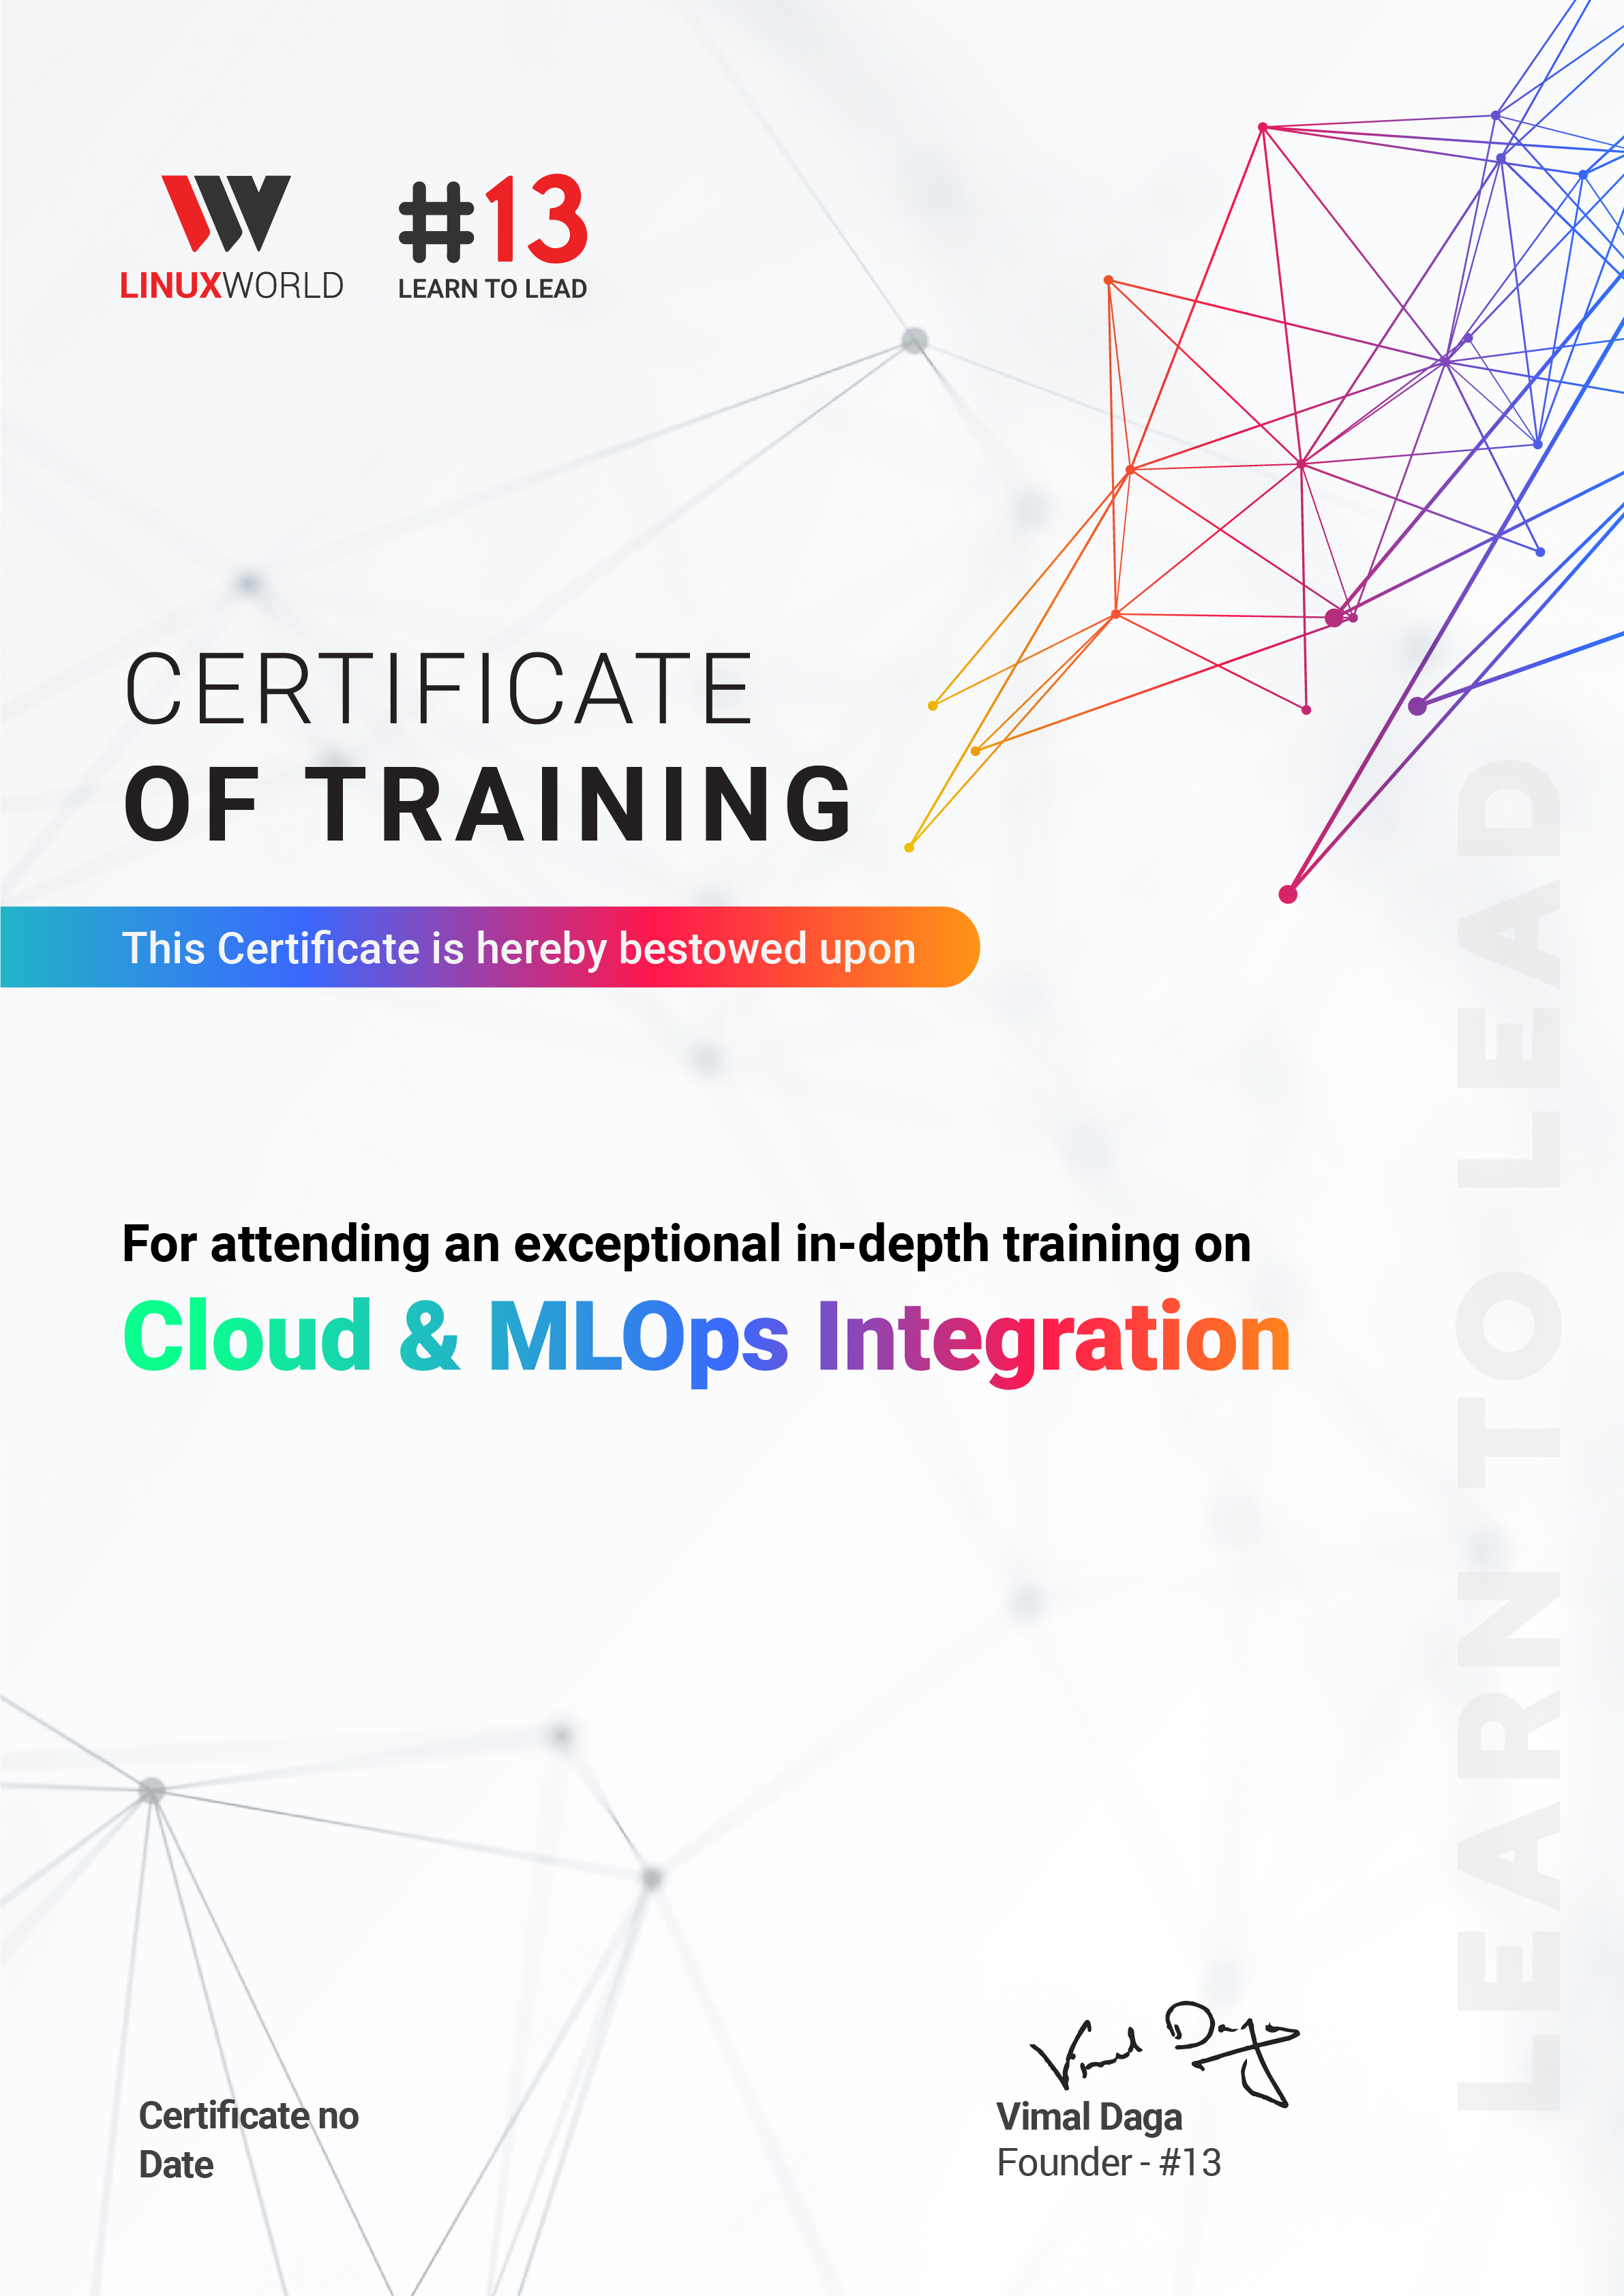 LINUXWORLD
#13
LEARN TO LEAD
CERTIFICATE
OF TRAINING
This Certificate is hereby bestowed upon
For attending an exceptional in-depth training on
Cloud & MLOps Integration
LEARN TO LEAD
Vimal Daga
Certificate no
Date
Vimal Daga
Founder - #13